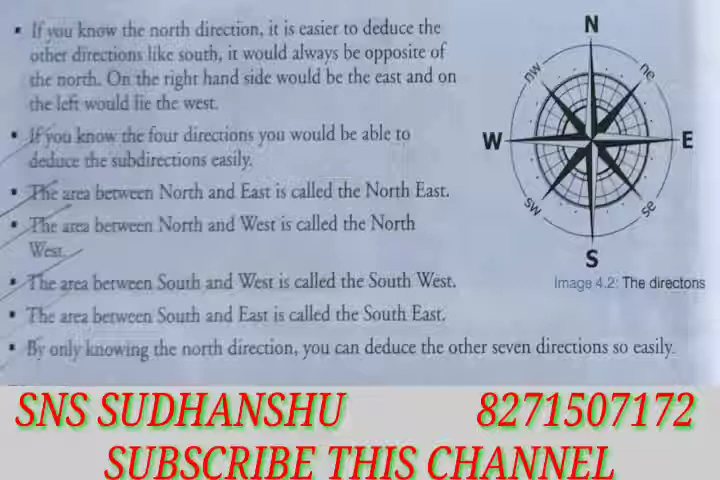 • If you know the north direction, it is easier to deduce the
other directions like south, it would always be opposite of
the north. On the right hand side would be the east and on
the left would lie the west.
• If you know the four directions you would be able to
deduce the subdirections easily.
• The area between North and East is called the North East.
• The area between North and West is called the North
West.
• The area between South and West is called the South West.
• The area between South and East is called the South East.
• By only knowing the north direction, you can deduce the other seven directions so easily.
N
nw
ne
W
E
sw
se
S
Image 4.2: The directons
SNS SUDHANSHU 8271507172
SUBSCRIBE THIS CHANNEL